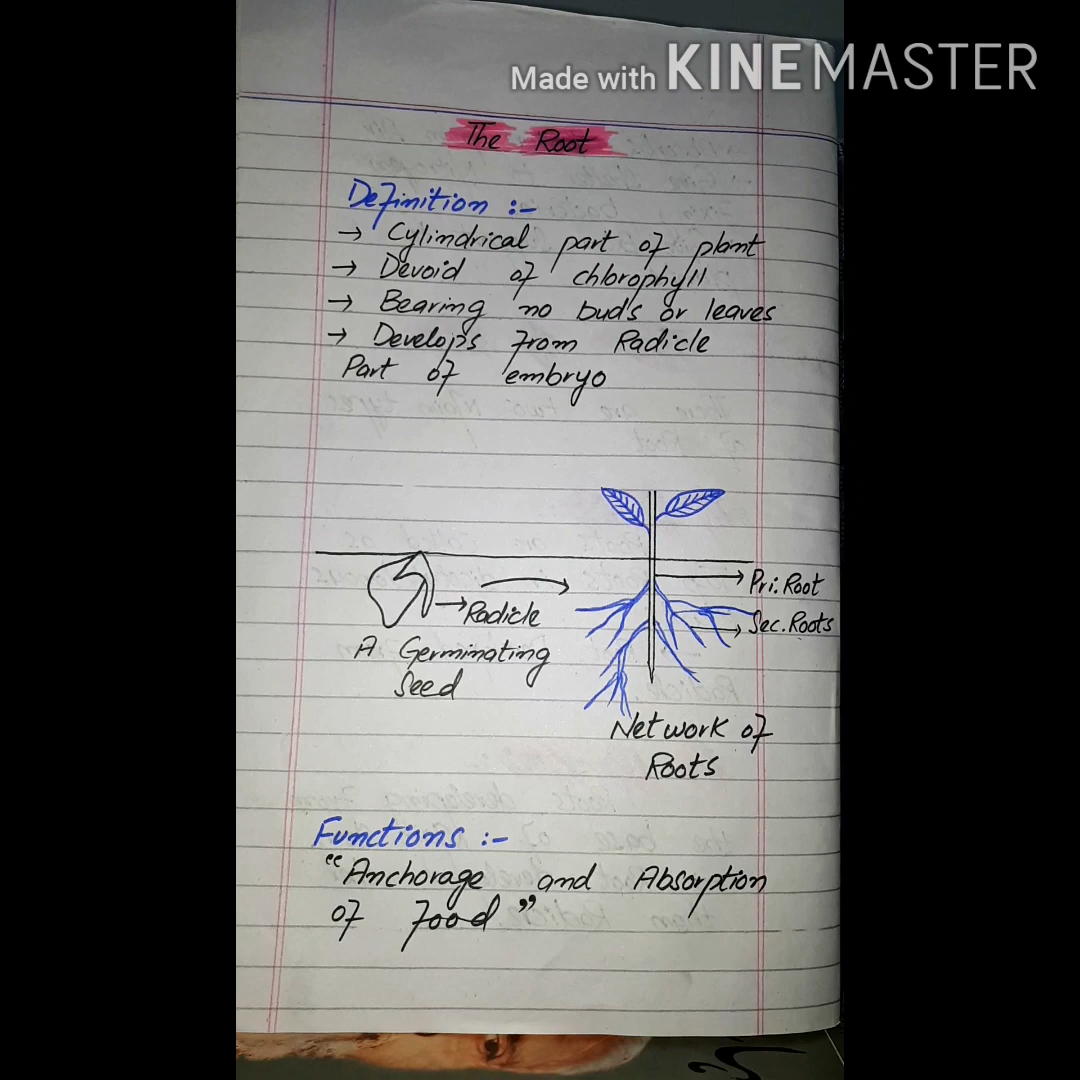 Made with KINEMASTER
The Root
Definition :-
→ Cylindrical part of plant
→ Devoid of chlorophyll
→ Bearing no buds or leaves
→ Develops from Radicle
Part of embryo
→ Pri. Root
→ Radicle
→ Sec. Roots
A Germinating
Seed
Network of
Roots
Functions :-
"Anchorage and Absorption
of food"